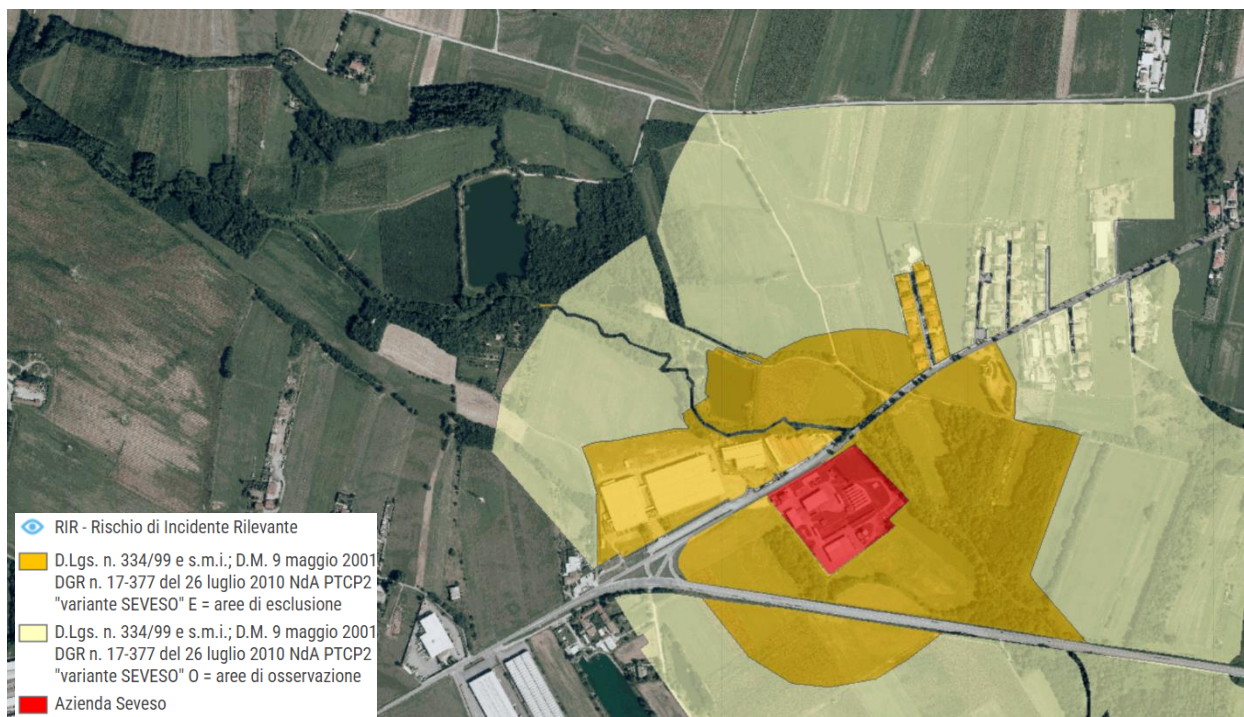 RIR - Rischio di Incidente Rilevante
D.Lgs. n. 334/99 e s.m.i.; D.M. 9 maggio 2001
DGR n. 17-377 del 26 luglio 2010 NdA PTCP2
"variante SEVESO" E = aree di esclusione
D.Lgs. n. 334/99 e s.m.i.; D.M. 9 maggio 2001
DGR n. 17-377 del 26 luglio 2010 NdA PTCP2
"variante SEVESO" O = aree di osservazione
Azienda Seveso